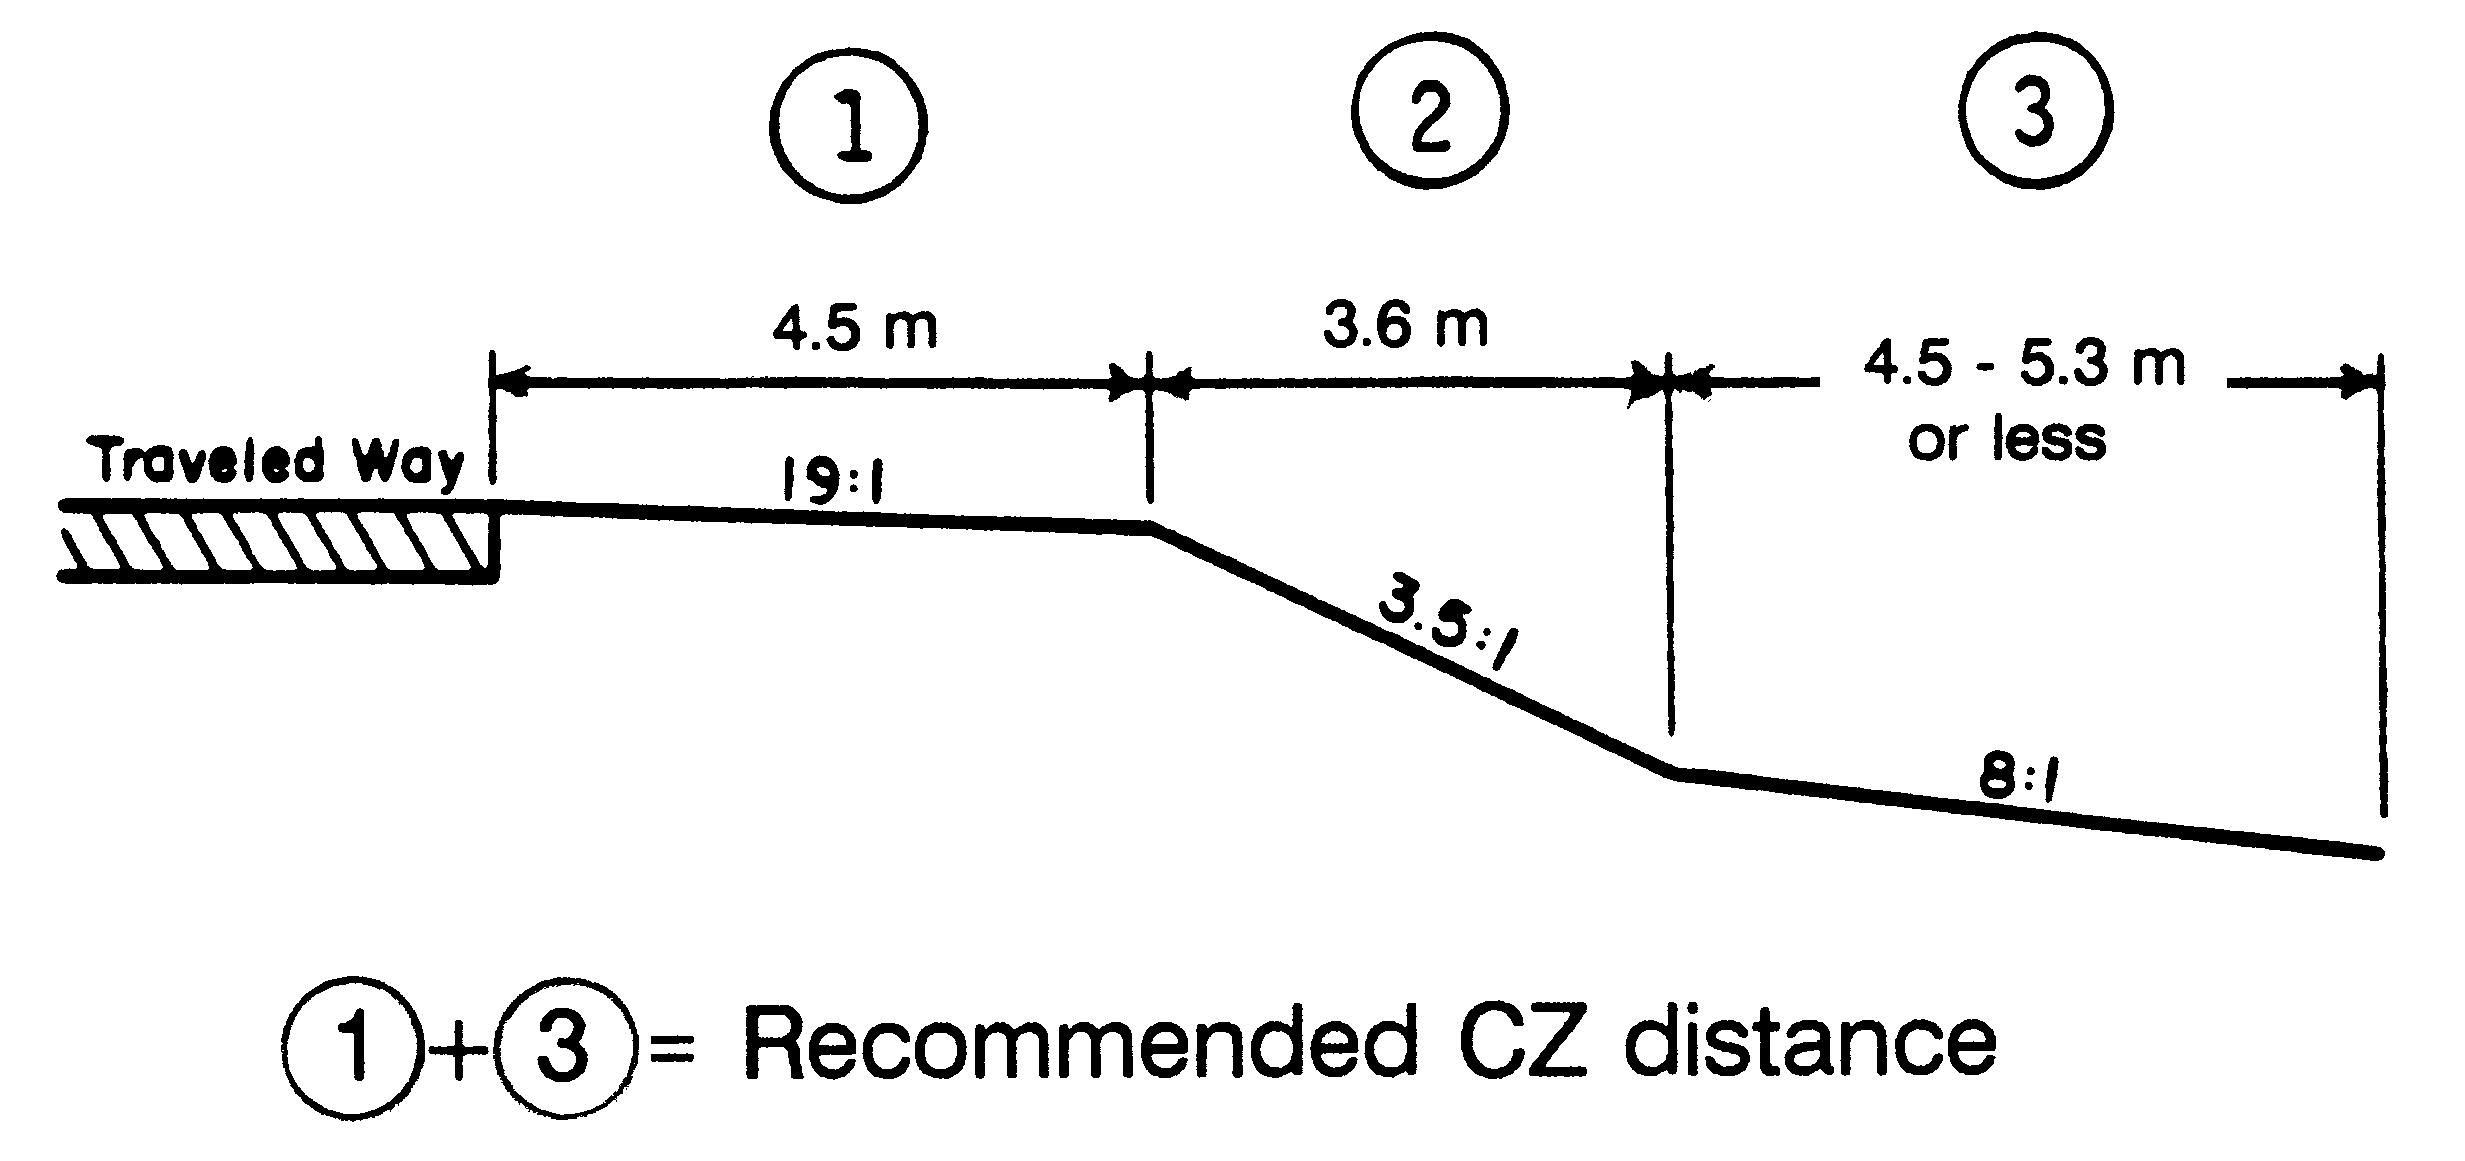 1 2 3
4.5 m 3.6 m 4.5 - 5.3 m
or less
Traveled Way 19:1
3.5:1
8:1
1+3= Recommended CZ distance